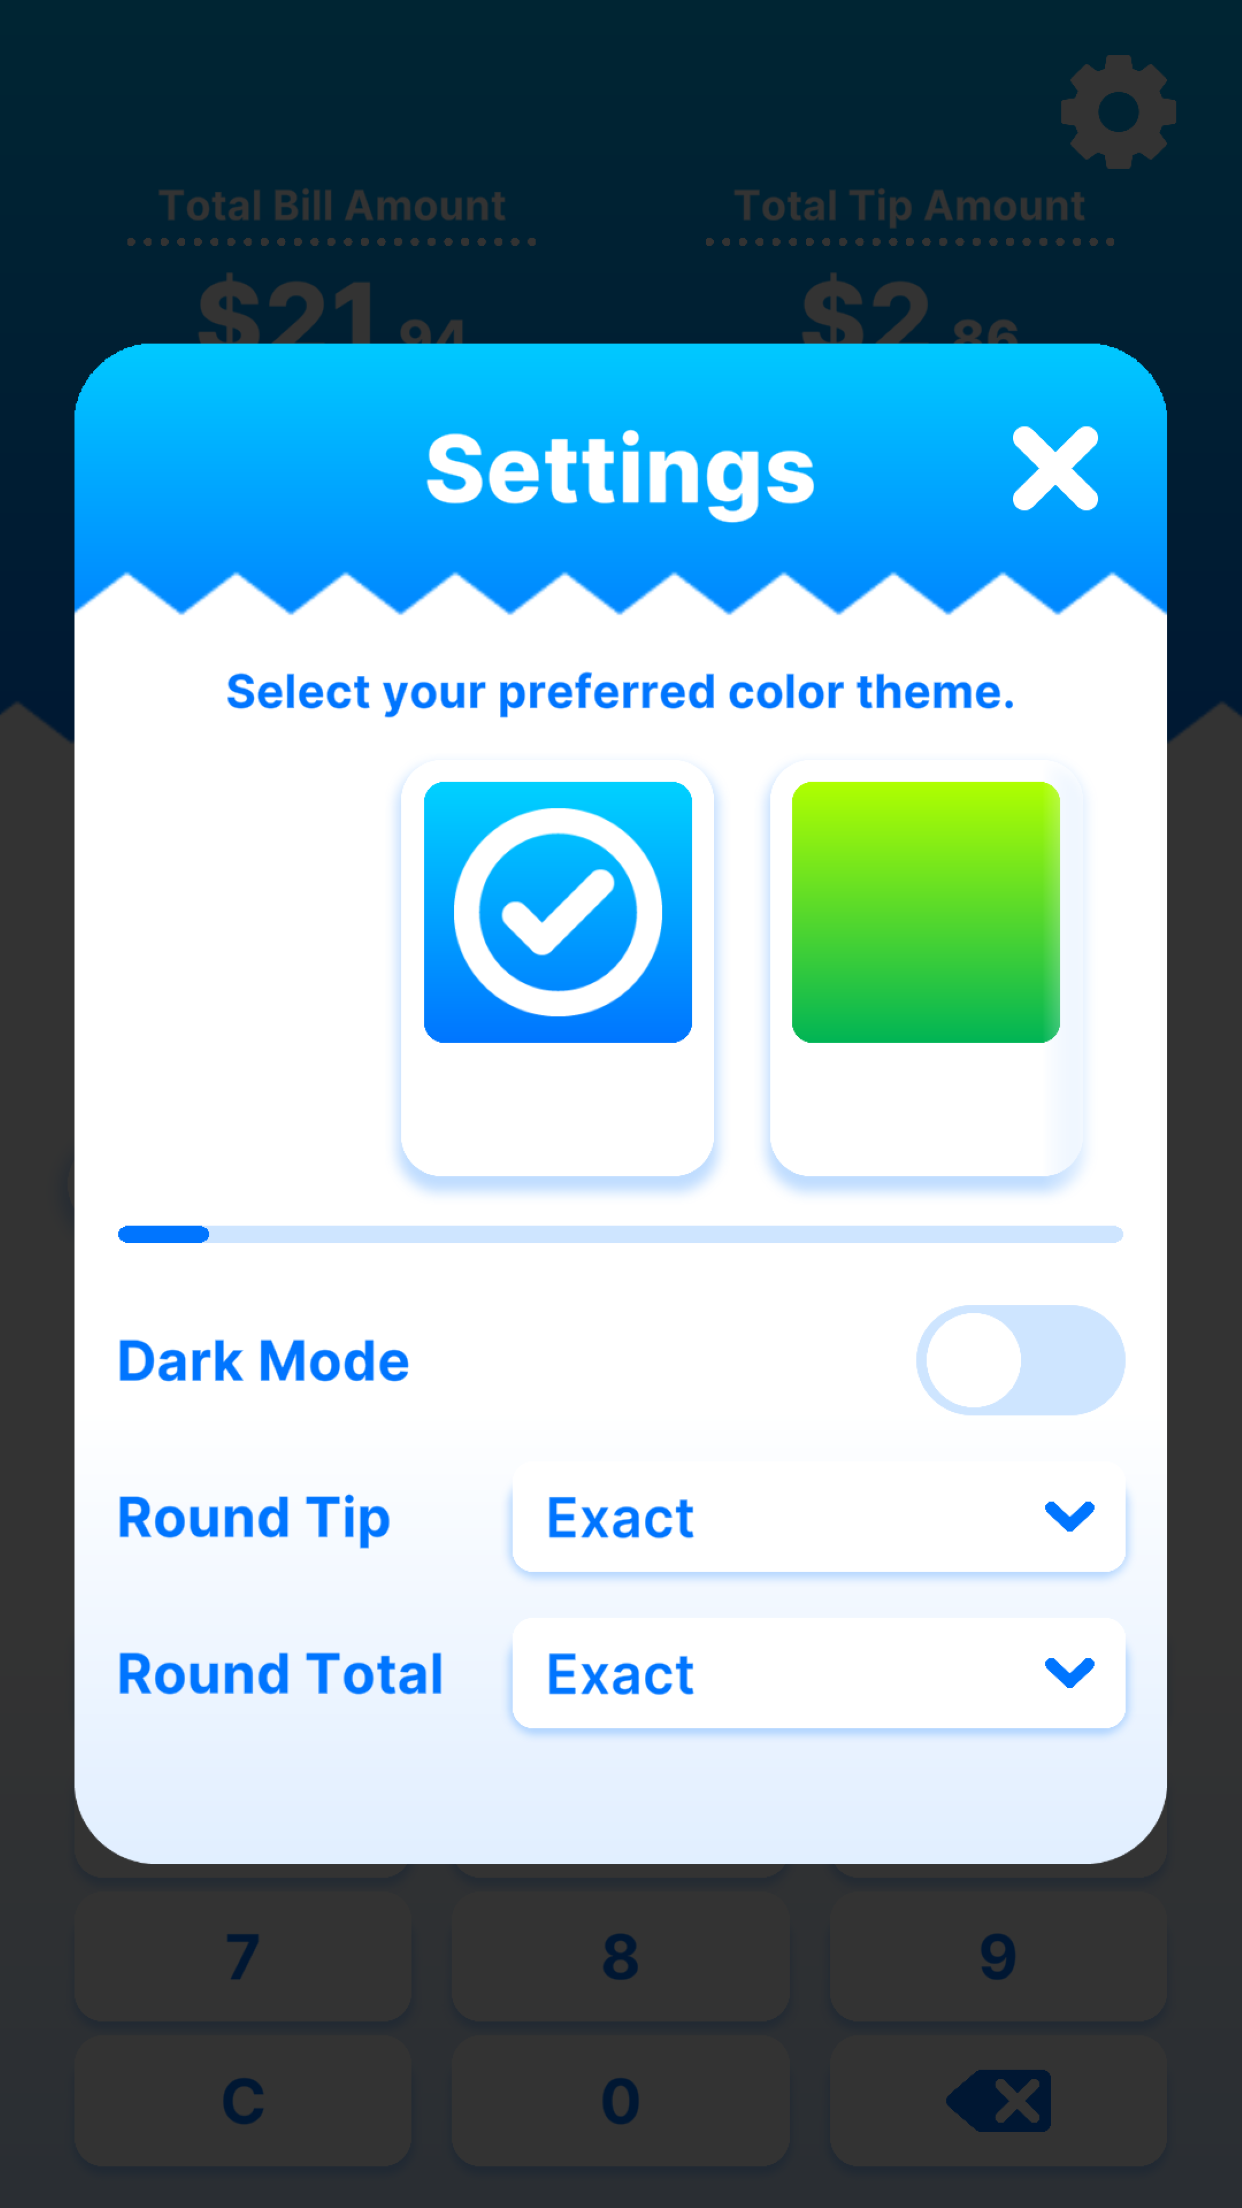 Total Bill Amount Total Tip Amount
$21.94 $2.86
Settings
Select your preferred color theme.
Dark Mode
Round Tip Exact
Round Total Exact
7 8 9
C 0